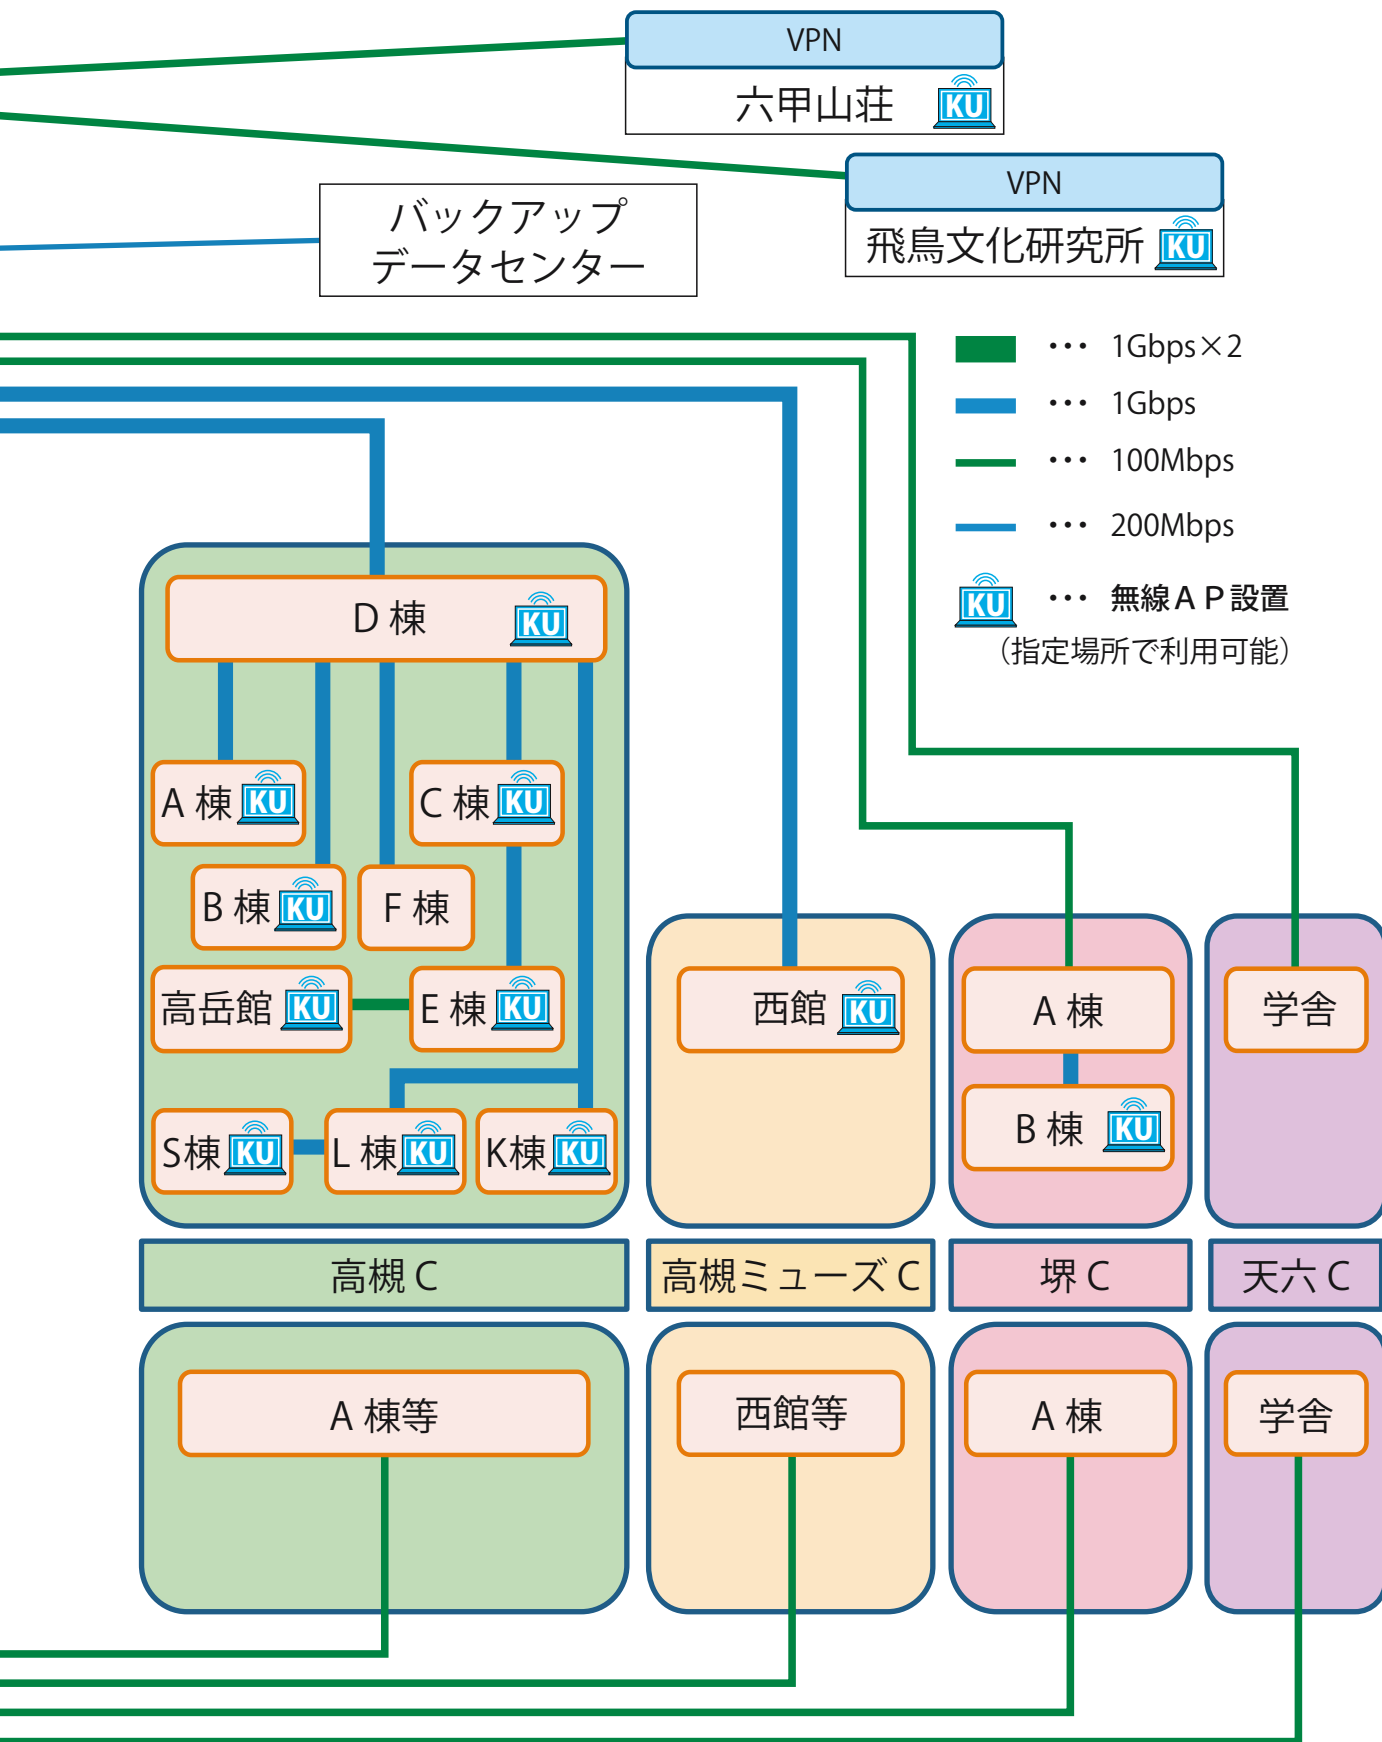 VPN
六甲山荘 KU
VPN
飛鳥文化研究所 KU
バックアップ
データセンター
… 1Gbps×2
… 1Gbps
… 100Mbps
… 200Mbps
KU … 無線ＡＰ設置
（指定場所で利用可能）
D 棟 KU
A 棟 KU
C 棟 KU
B 棟 KU
F 棟
高岳館 KU
E 棟 KU
S棟 KU
L 棟 KU
K棟 KU
西館 KU
A 棟
B 棟 KU
学舎
高槻 C
高槻ミューズ C
堺 C
天六 C
A 棟等
西館等
A 棟
学舎